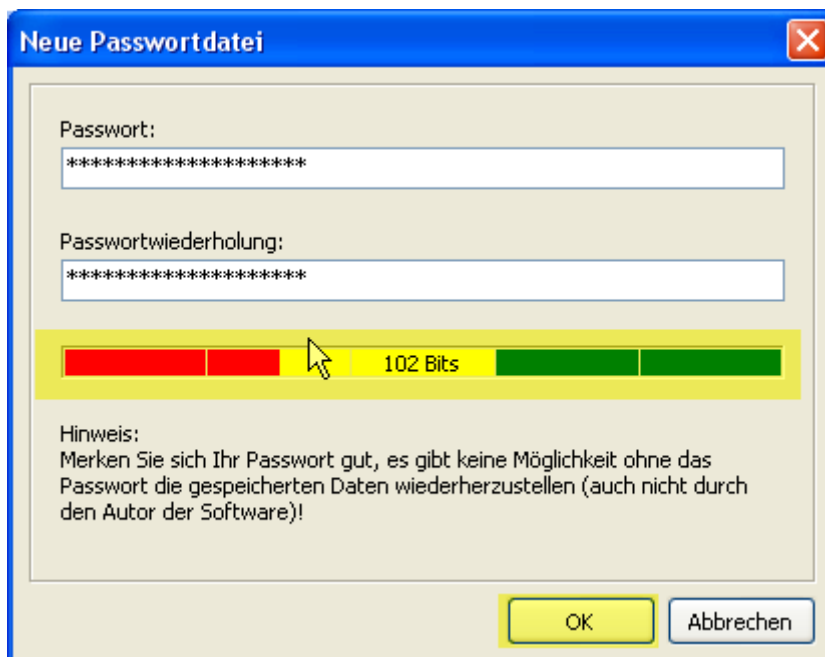 Neue Passwortdatei
Passwort:
********************
Passwortwiederholung:
********************
102 Bits
Hinweis:
Merken Sie sich Ihr Passwort gut, es gibt keine Möglichkeit ohne das
Passwort die gespeicherten Daten wiederherzustellen (auch nicht durch
den Autor der Software)!
OK
Abbrechen